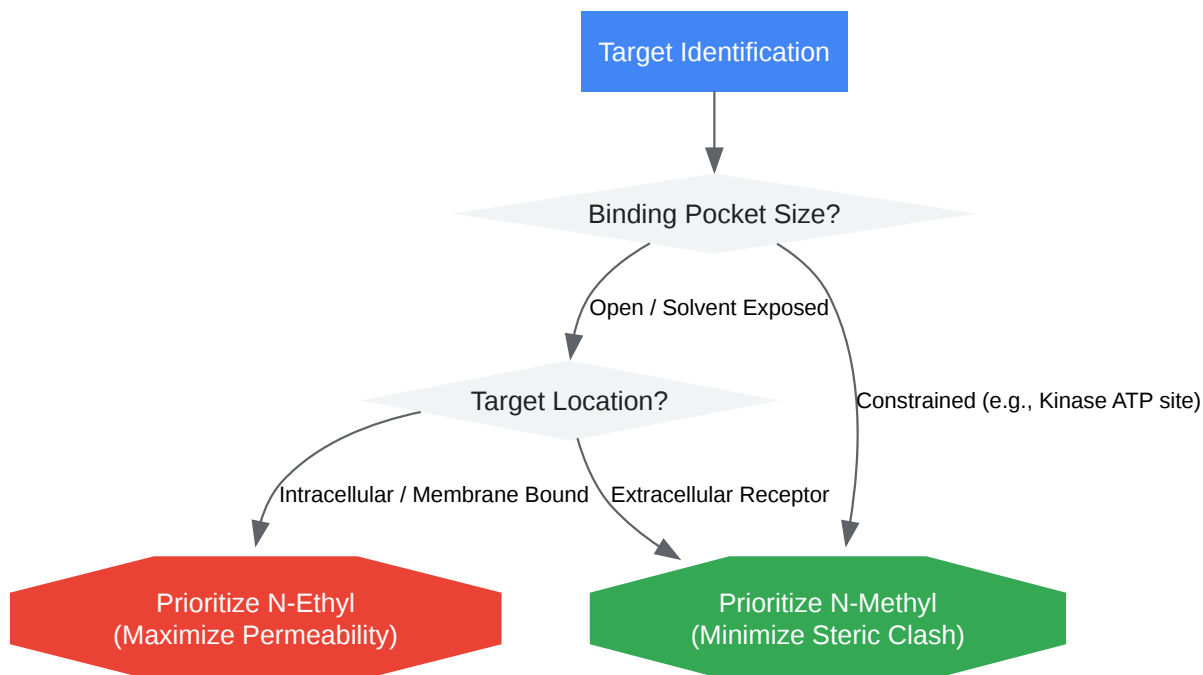 Target Identification
Binding Pocket Size?
Open / Solvent Exposed
Target Location?
Constrained (e.g., Kinase ATP site)
Intracellular / Membrane Bound
Extracellular Receptor
Prioritize N-Ethyl
(Maximize Permeability)
Prioritize N-Methyl
(Minimize Steric Clash)